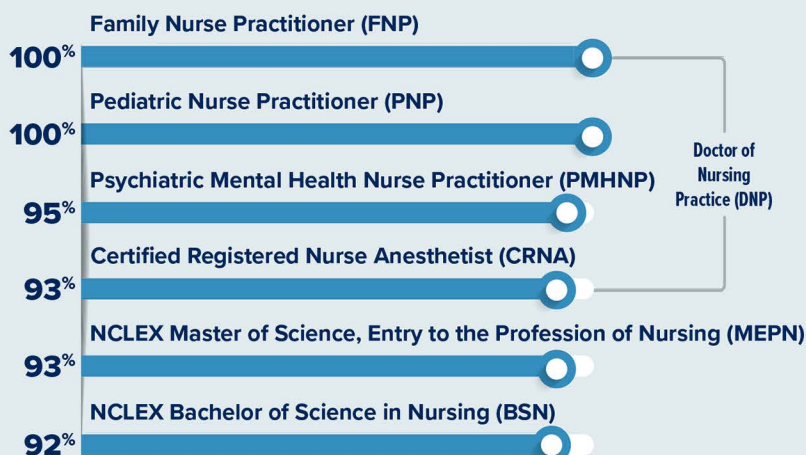 Family Nurse Practitioner (FNP)
100%
Pediatric Nurse Practitioner (PNP)
100%
Psychiatric Mental Health Nurse Practitioner (PMHNP)
95%
Certified Registered Nurse Anesthetist (CRNA)
93%
Doctor of
Nursing
Practice (DNP)
NCLEX Master of Science, Entry to the Profession of Nursing (MEPN)
93%
NCLEX Bachelor of Science in Nursing (BSN)
92%